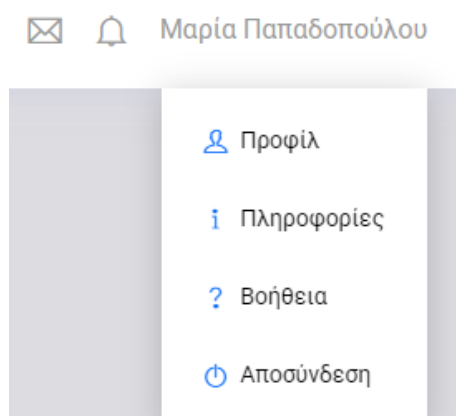 Μαρία Παπαδοπούλου
Προφίλ
Πληροφορίες
Βοήθεια
Αποσύνδεση